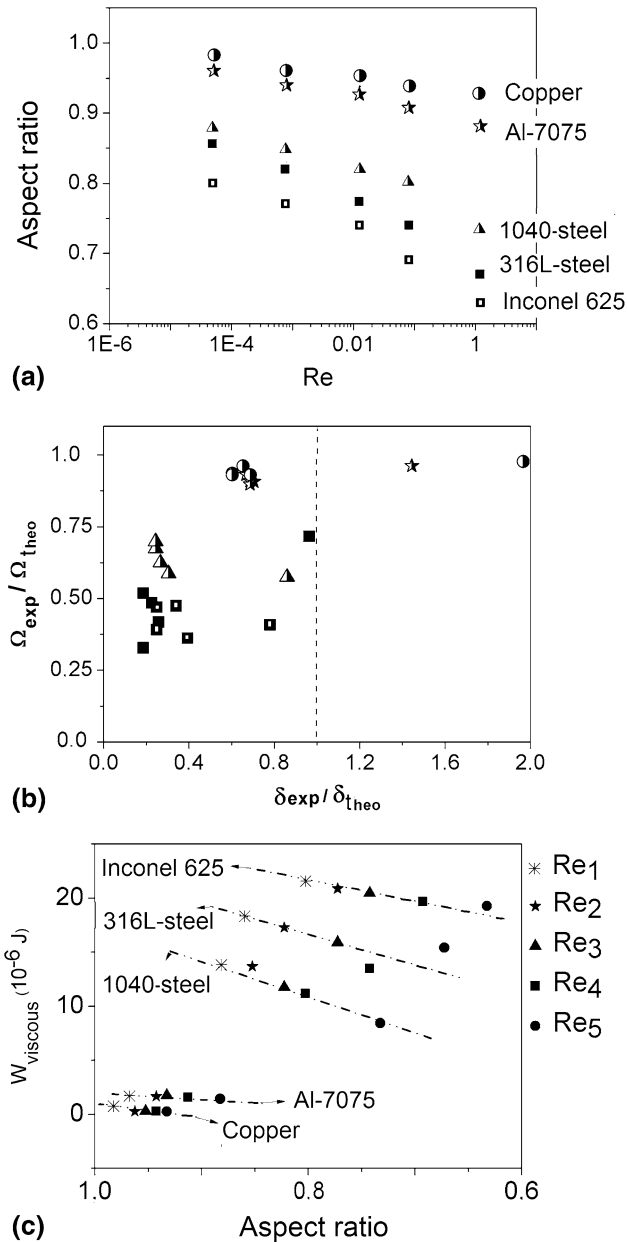 1.0
0.9
0.8
0.7
0.6
Aspect ratio
1E-6
1E-4
0.01
1
Re
Copper
Al-7075
1040-steel
316L-steel
Inconel 625
(a)
1.0
0.75
0.50
0.25
0.0
Ωexp / Ωtheo
0.0
0.4
0.8
1.2
1.6
2.0
δexp / δtheo
(b)
20
10
0
Wviscous (10-6 J)
Inconel 625
316L-steel
1040-steel
Al-7075
Copper
Re1
Re2
Re3
Re4
Re5
1.0
0.8
0.6
Aspect ratio
(c)